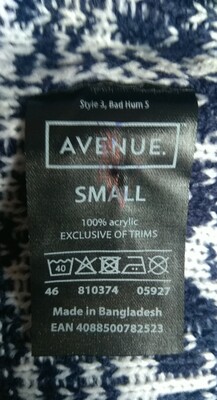 Style 3, Bad Hum S
AVENUE.
SMALL
100% acrylic
EXCLUSIVE OF TRIMS
40
46 810374 05927
Made in Bangladesh
EAN 4088500782523